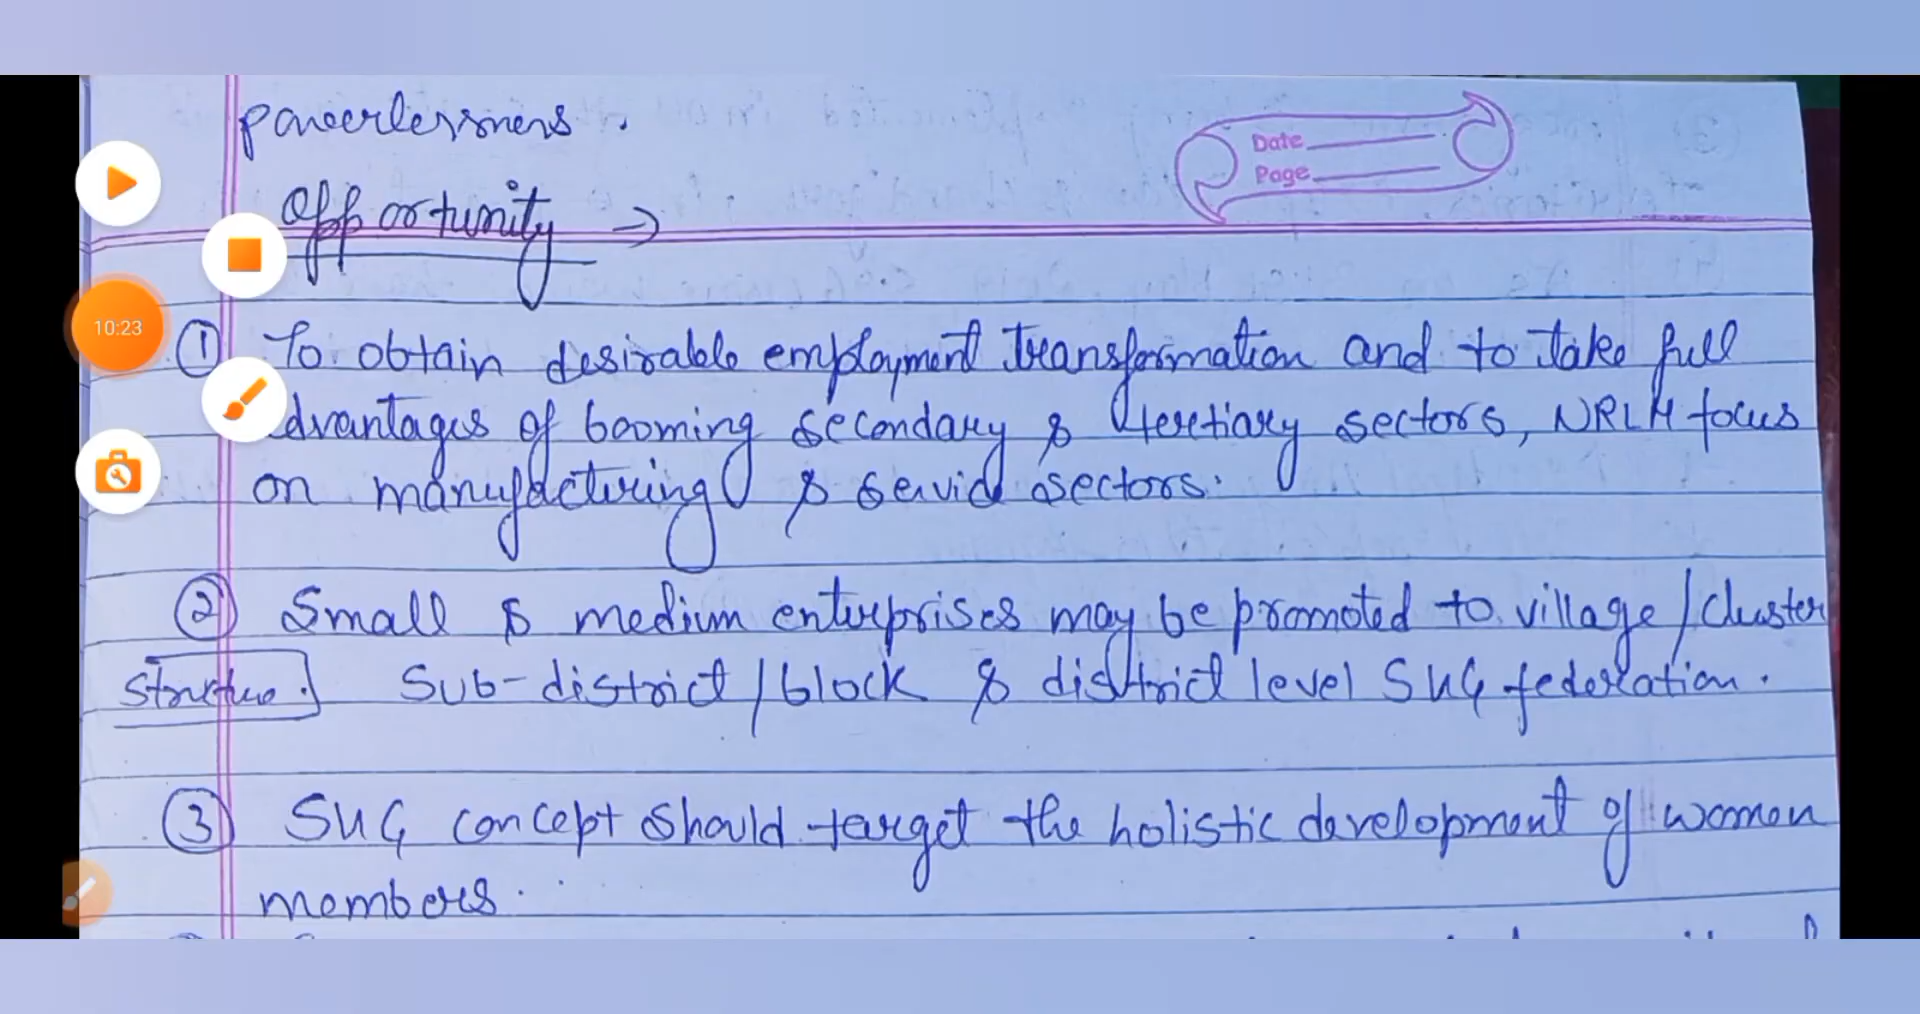 powerlessness.
Date
Page
Opportunity →
10:23
① To obtain desirable employment transformation and to take full
advantages of booming secondary & tertiary sectors, NRLM focus
on manufacturing & service sectors.
② Small & medium enterprises may be promoted to village/cluster
Structure. Sub-district/block & district level SHG federation.
③ SHG concept should target the holistic development of women
members.